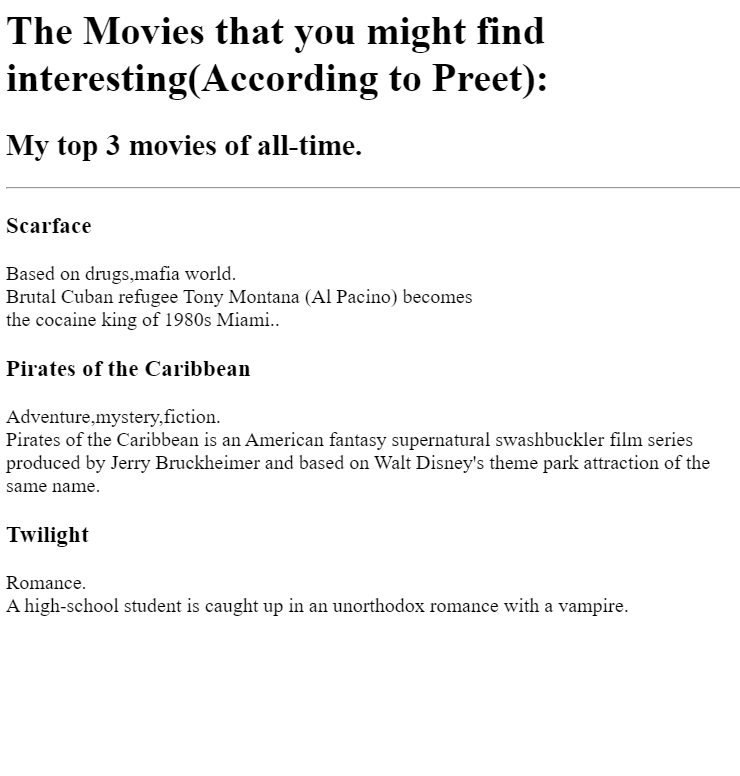 The Movies that you might find
interesting(According to Preet):
My top 3 movies of all-time.
Scarface
Based on drugs,mafia world.
Brutal Cuban refugee Tony Montana (Al Pacino) becomes
the cocaine king of 1980s Miami..
Pirates of the Caribbean
Adventure,mystery,fiction.
Pirates of the Caribbean is an American fantasy supernatural swashbuckler film series
produced by Jerry Bruckheimer and based on Walt Disney's theme park attraction of the
same name.
Twilight
Romance.
A high-school student is caught up in an unorthodox romance with a vampire.